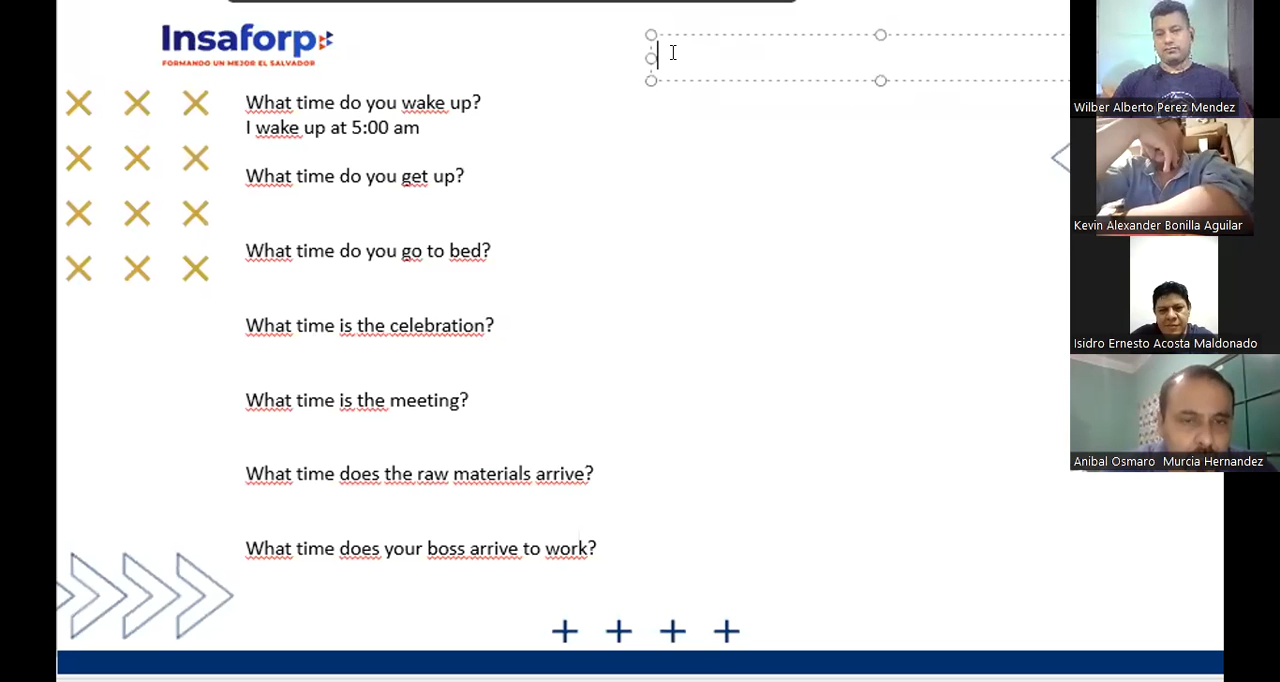 Insaforp
FORMANDO UN MEJOR EL SALVADOR
What time do you wake up?
I wake up at 5:00 am
What time do you get up?
What time do you go to bed?
What time is the celebration?
What time is the meeting?
What time does the raw materials arrive?
What time does your boss arrive to work?
Wilber Alberto Perez Mendez
Kevin Alexander Bonilla Aguilar
Isidro Ernesto Acosta Maldonado
Anibal Osmaro Murcia Hernandez